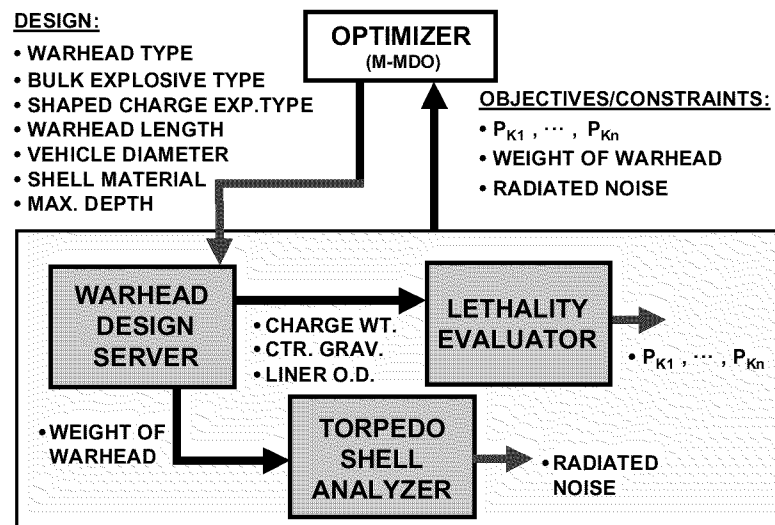 DESIGN:
• WARHEAD TYPE
• BULK EXPLOSIVE TYPE
• SHAPED CHARGE EXP.TYPE
• WARHEAD LENGTH
• VEHICLE DIAMETER
• SHELL MATERIAL
• MAX. DEPTH
OPTIMIZER
(M-MDO)
OBJECTIVES/CONSTRAINTS:
• PK1 , ··· , PKn
• WEIGHT OF WARHEAD
• RADIATED NOISE
WARHEAD
DESIGN
SERVER
• CHARGE WT.
• CTR. GRAV.
• LINER O.D.
LETHALITY
EVALUATOR
• PK1 , ··· , PKn
• WEIGHT OF
WARHEAD
TORPEDO
SHELL
ANALYZER
• RADIATED
NOISE